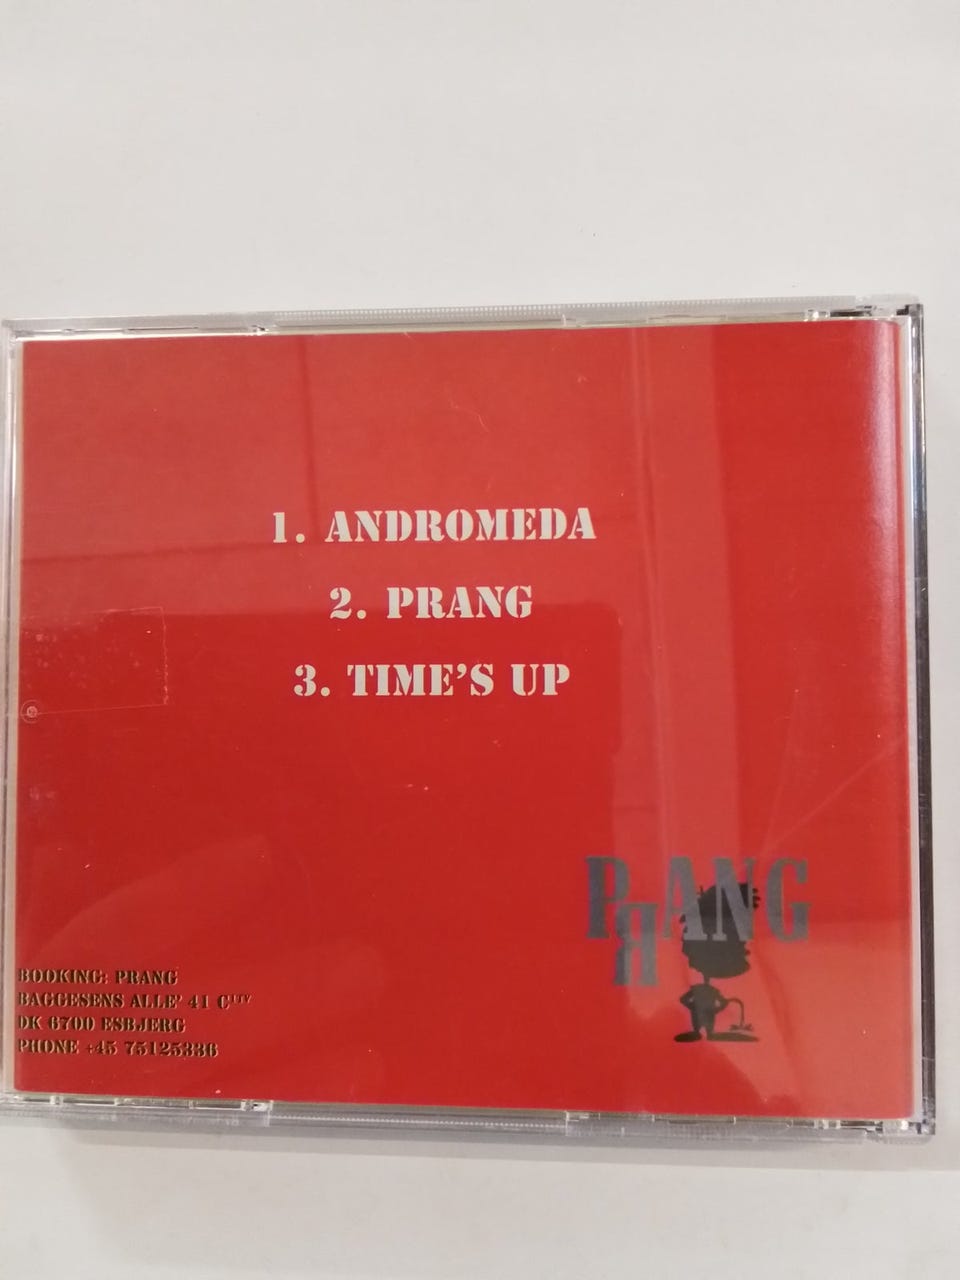 1. ANDROMEDA
2. PRANG
3. TIME'S UP
PRANG
BOOKING: PRANG
BAGGESENS ALLE' 41 C 1TV
DK 6700 ESBJERG
PHONE +45 75125336